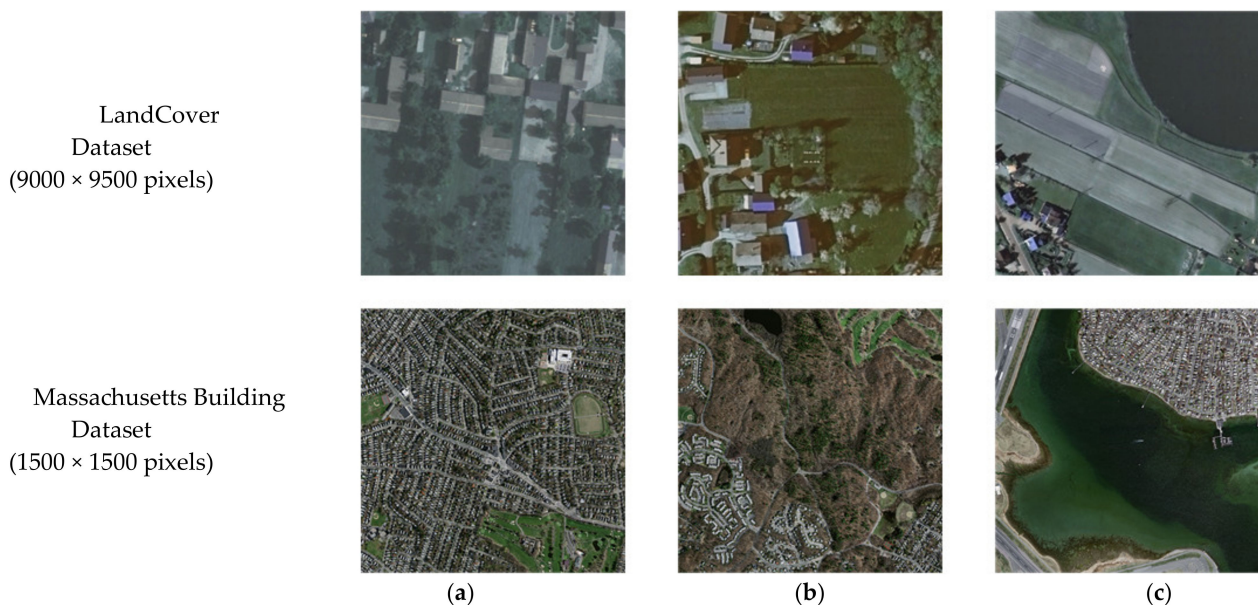 LandCover
Dataset
(9000 × 9500 pixels)
Massachusetts Building
Dataset
(1500 × 1500 pixels)
(a)
(b)
(c)